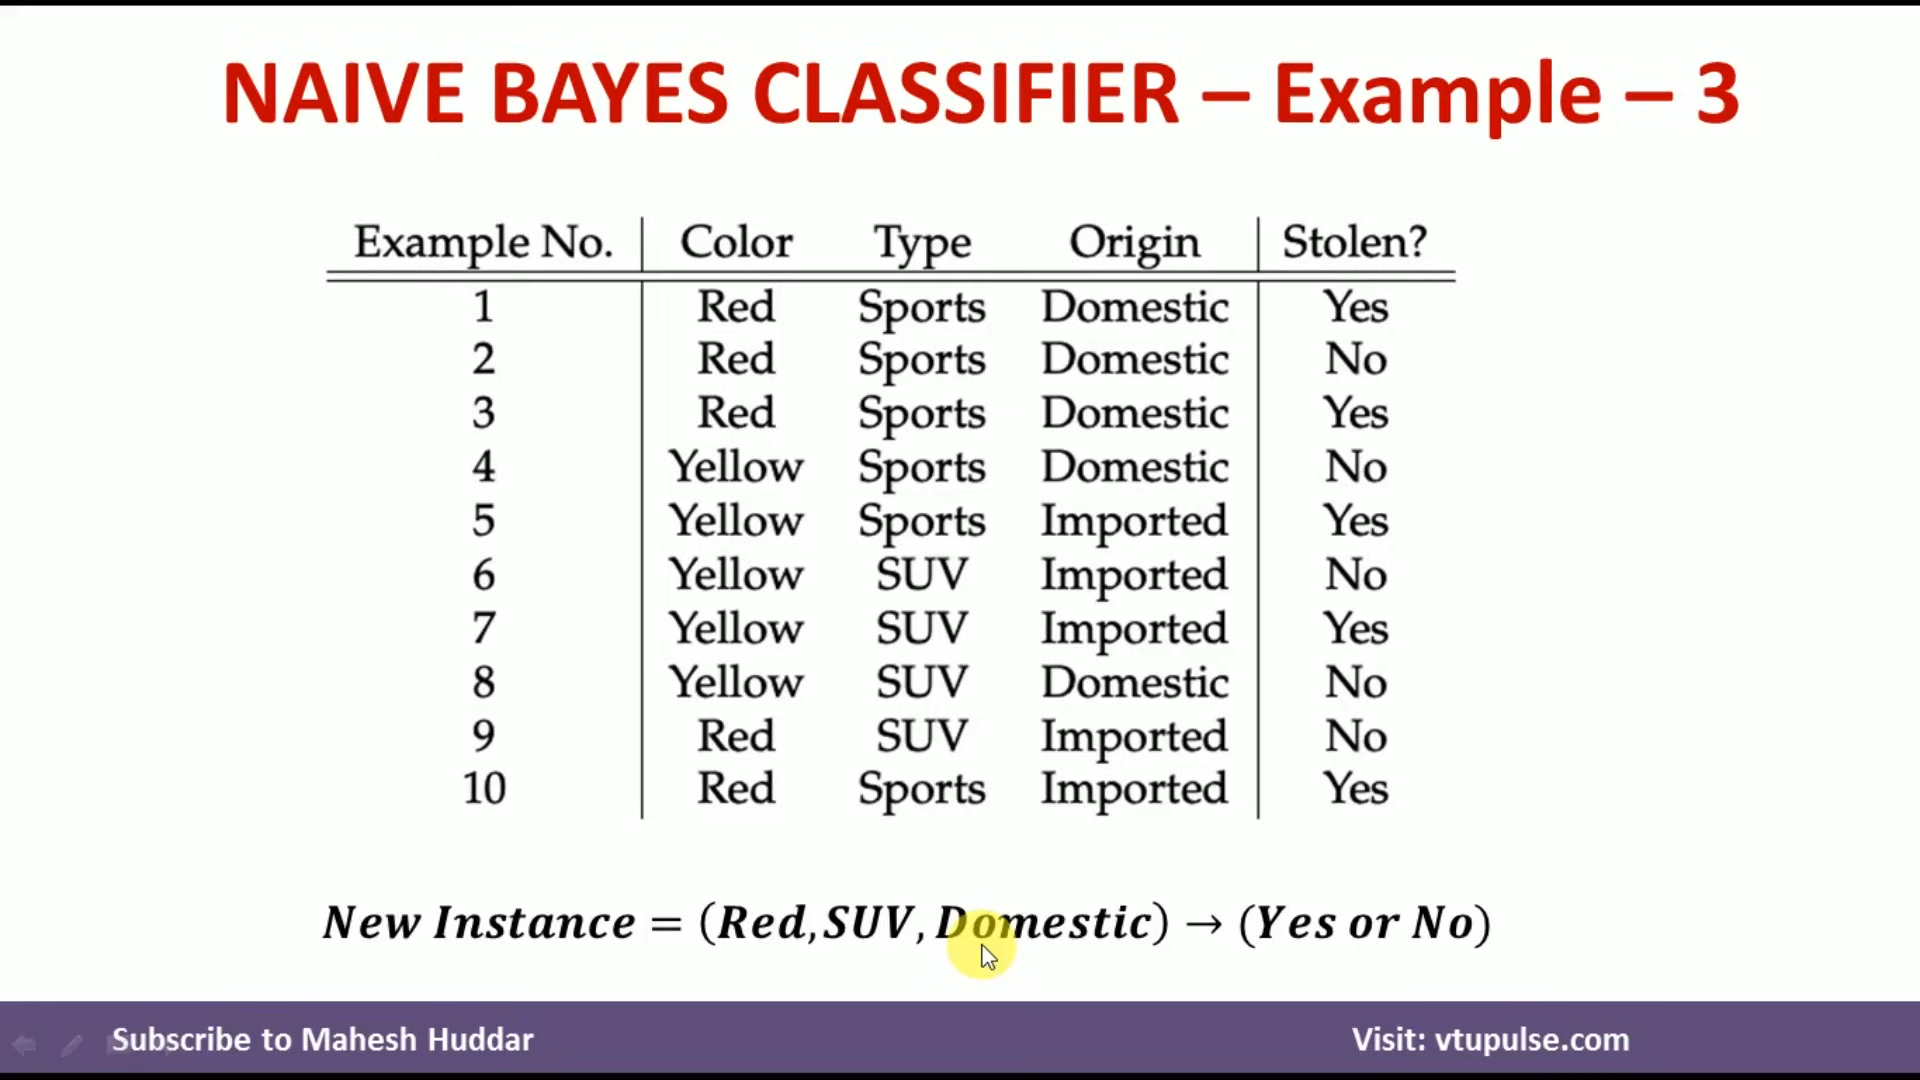 NAIVE BAYES CLASSIFIER – Example – 3
Example No. Color Type Origin Stolen?
1 Red Sports Domestic Yes
2 Red Sports Domestic No
3 Red Sports Domestic Yes
4 Yellow Sports Domestic No
5 Yellow Sports Imported Yes
6 Yellow SUV Imported No
7 Yellow SUV Imported Yes
8 Yellow SUV Domestic No
9 Red SUV Imported No
10 Red Sports Imported Yes
New Instance = (Red, SUV, Domestic) → (Yes or No)
Subscribe to Mahesh Huddar Visit: vtupulse.com